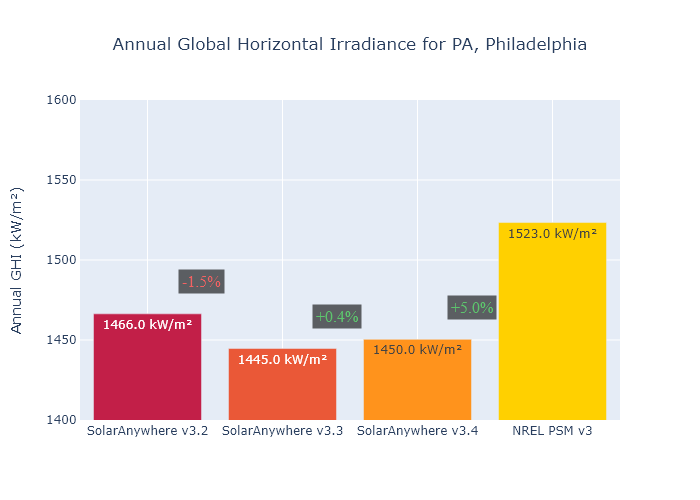 Annual Global Horizontal Irradiance for PA, Philadelphia
Annual GHI (kW/m²)
1600
1550
1500
1450
1400
-1.5%
+0.4%
+5.0%
1466.0 kW/m²
1445.0 kW/m²
1450.0 kW/m²
1523.0 kW/m²
SolarAnywhere v3.2
SolarAnywhere v3.3
SolarAnywhere v3.4
NREL PSM v3